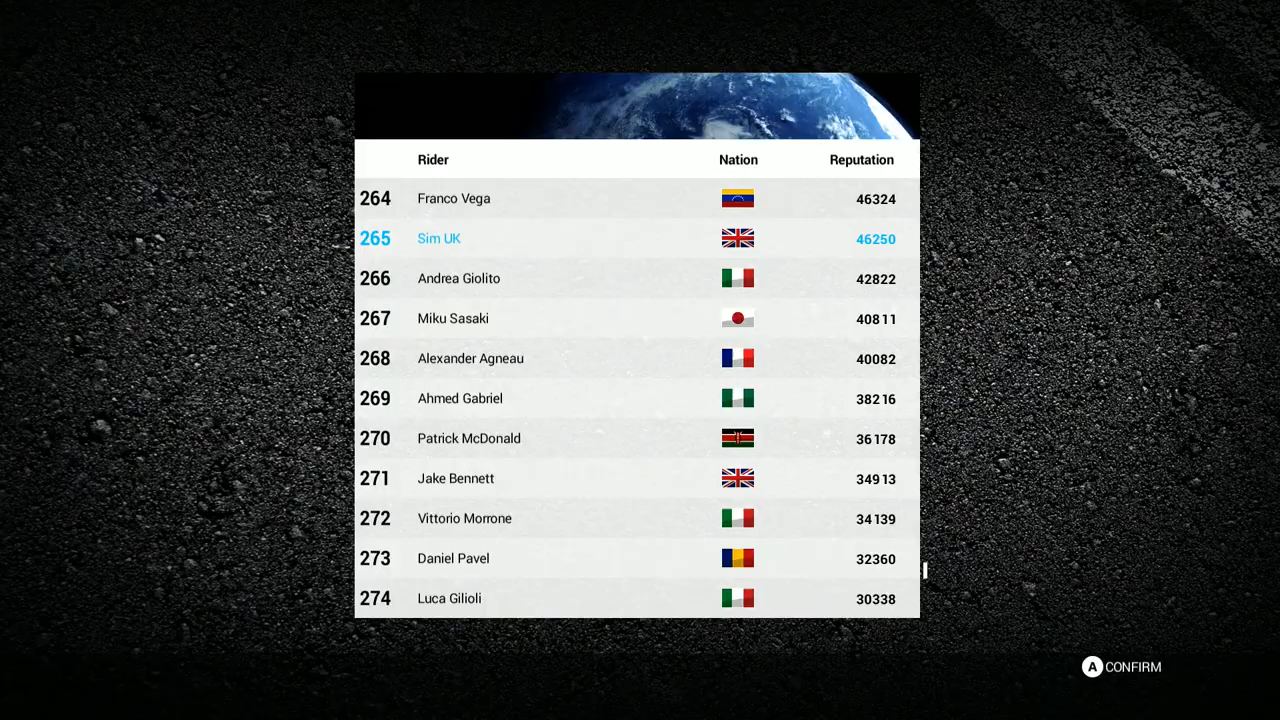 Rider Nation Reputation
264 Franco Vega 46324
265 Sim UK 46250
266 Andrea Giolito 42822
267 Miku Sasaki 40811
268 Alexander Agneau 40082
269 Ahmed Gabriel 38216
270 Patrick McDonald 36178
271 Jake Bennett 34913
272 Vittorio Morrone 34139
273 Daniel Pavel 32360
274 Luca Gilioli 30338
A CONFIRM